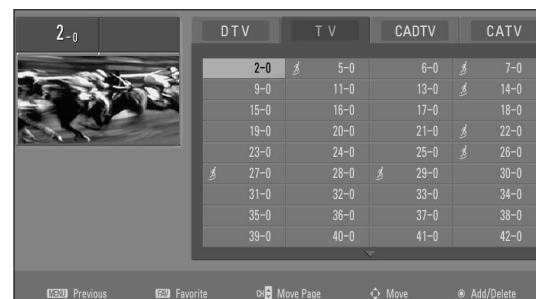 2-0
DTV TV CADTV CATV
2-0 5-0 6-0 7-0
9-0 11-0 13-0 14-0
15-0 16-0 17-0 18-0
19-0 20-0 21-0 22-0
23-0 24-0 25-0 26-0
27-0 28-0 29-0 30-0
31-0 32-0 33-0 34-0
35-0 36-0 37-0 38-0
39-0 40-0 41-0 42-0
MENU Previous FAV Favorite CH Move Page Move Add/Delete